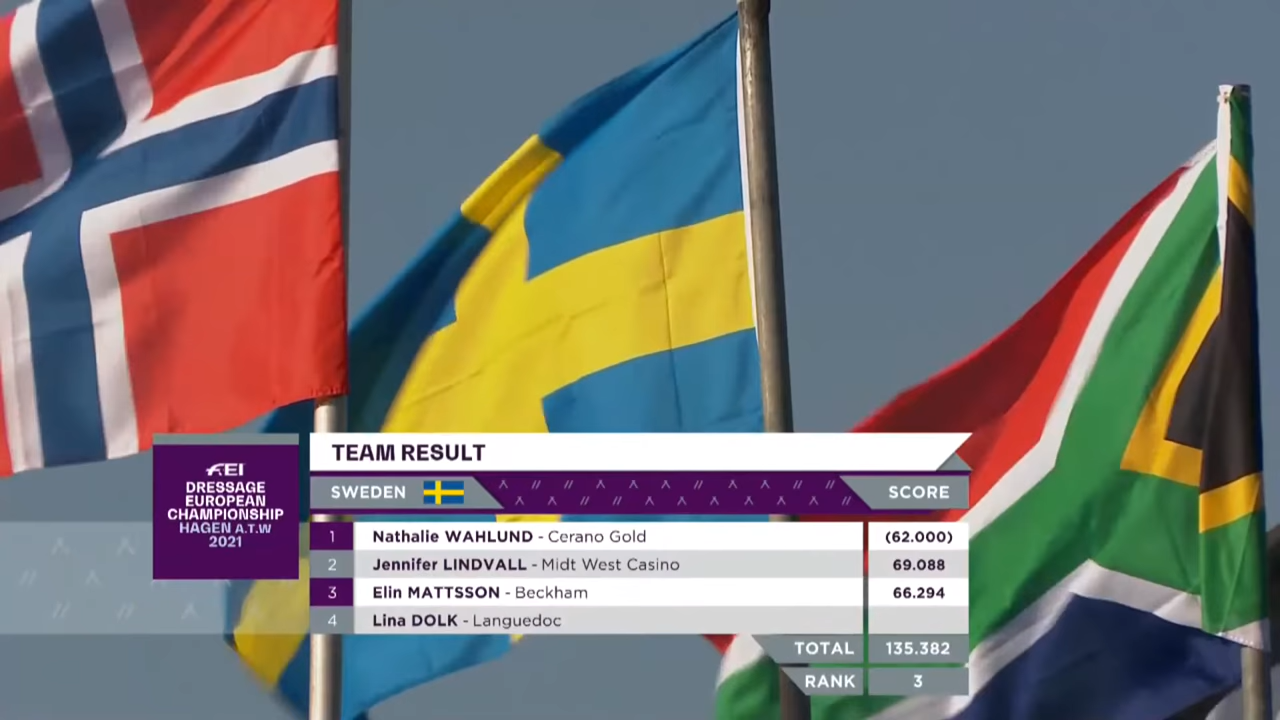 FEI
DRESSAGE
EUROPEAN
CHAMPIONSHIP
HAGEN A.T.W
2021
TEAM RESULT
SWEDEN SCORE
1 Nathalie WAHLUND - Cerano Gold (62.000)
2 Jennifer LINDVALL - Midt West Casino 69.088
3 Elin MATTSSON - Beckham 66.294
4 Lina DOLK - Languedoc
TOTAL 135.382
RANK 3